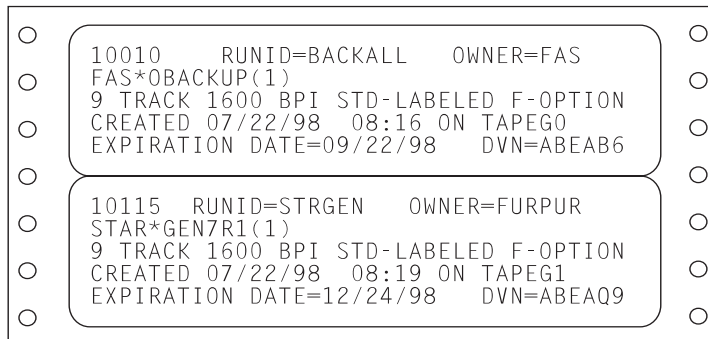 10010 RUNID=BACKALL OWNER=FAS
FAS*OBACKUP(1)
9 TRACK 1600 BPI STD-LABELED F-OPTION
CREATED 07/22/98 08:16 ON TAPEG0
EXPIRATION DATE=09/22/98 DVN=ABEAB6
10115 RUNID=STRGEN OWNER=FURPUR
STAR*GEN7R1(1)
9 TRACK 1600 BPI STD-LABELED F-OPTION
CREATED 07/22/98 08:19 ON TAPEG1
EXPIRATION DATE=12/24/98 DVN=ABEAQ9